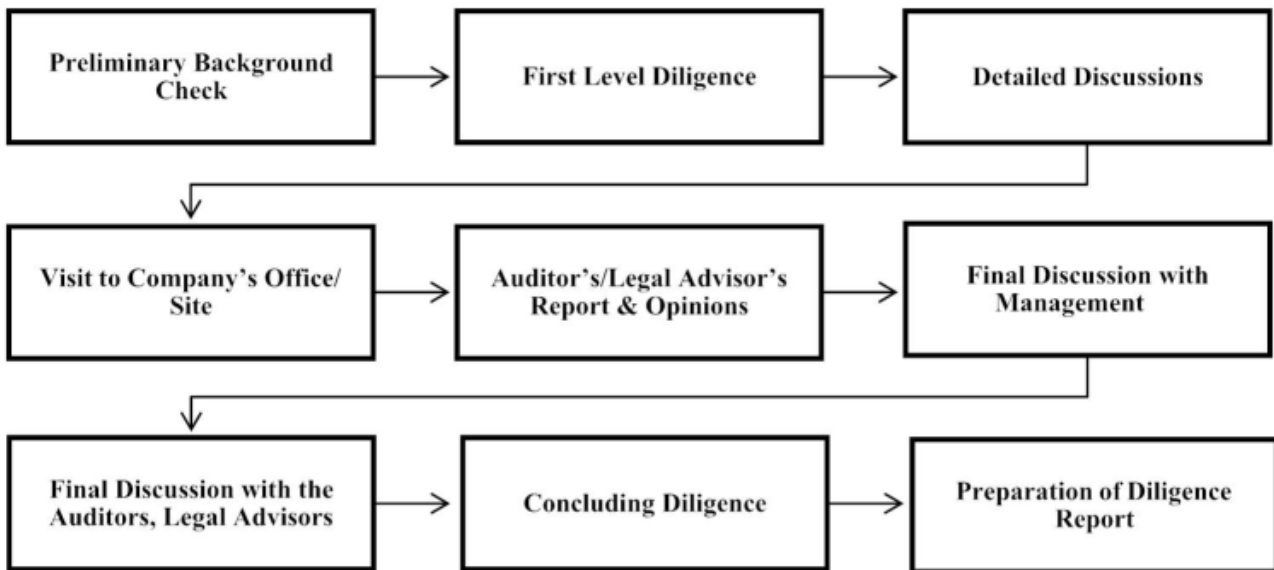 Preliminary Background
Check
First Level Diligence
Detailed Discussions
Visit to Company’s Office/
Site
Auditor’s/Legal Advisor’s
Report & Opinions
Final Discussion with
Management
Final Discussion with the
Auditors, Legal Advisors
Concluding Diligence
Preparation of Diligence
Report